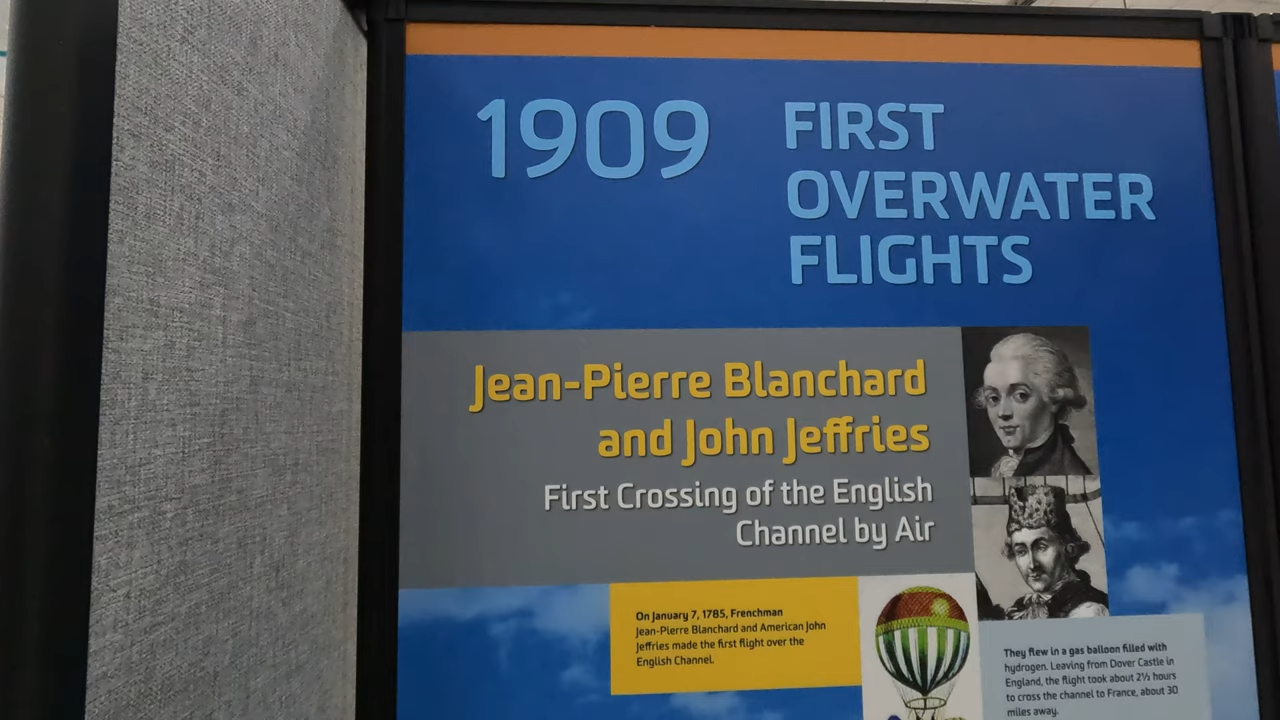 1909
FIRST
OVERWATER
FLIGHTS
Jean-Pierre Blanchard
and John Jeffries
First Crossing of the English
Channel by Air
On January 7, 1785, Frenchman
Jean-Pierre Blanchard and American John
Jeffries made the first flight over the
English Channel.
They flew in a gas balloon filled with
hydrogen. Leaving from Dover Castle in
England, the flight took about 2½ hours
to cross the channel to France, about 30
miles away.